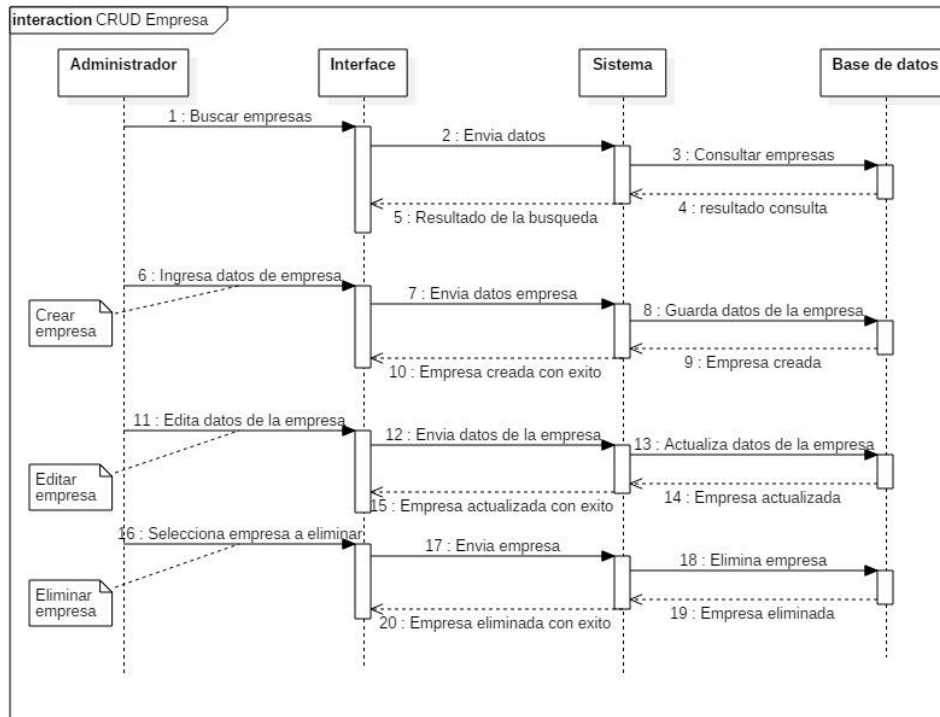 interaction CRUD Empresa
Administrador
Interface
Sistema
Base de datos
1 : Buscar empresas
2 : Envia datos
3 : Consultar empresas
4 : resultado consulta
5 : Resultado de la busqueda
6 : Ingresa datos de empresa
Crear
empresa
7 : Envia datos empresa
8 : Guarda datos de la empresa
9 : Empresa creada
10 : Empresa creada con exito
11 : Edita datos de la empresa
Editar
empresa
12 : Envia datos de la empresa
13 : Actualiza datos de la empresa
14 : Empresa actualizada
15 : Empresa actualizada con exito
16 : Selecciona empresa a eliminar
Eliminar
empresa
17 : Envia empresa
18 : Elimina empresa
19 : Empresa eliminada
20 : Empresa eliminada con exito